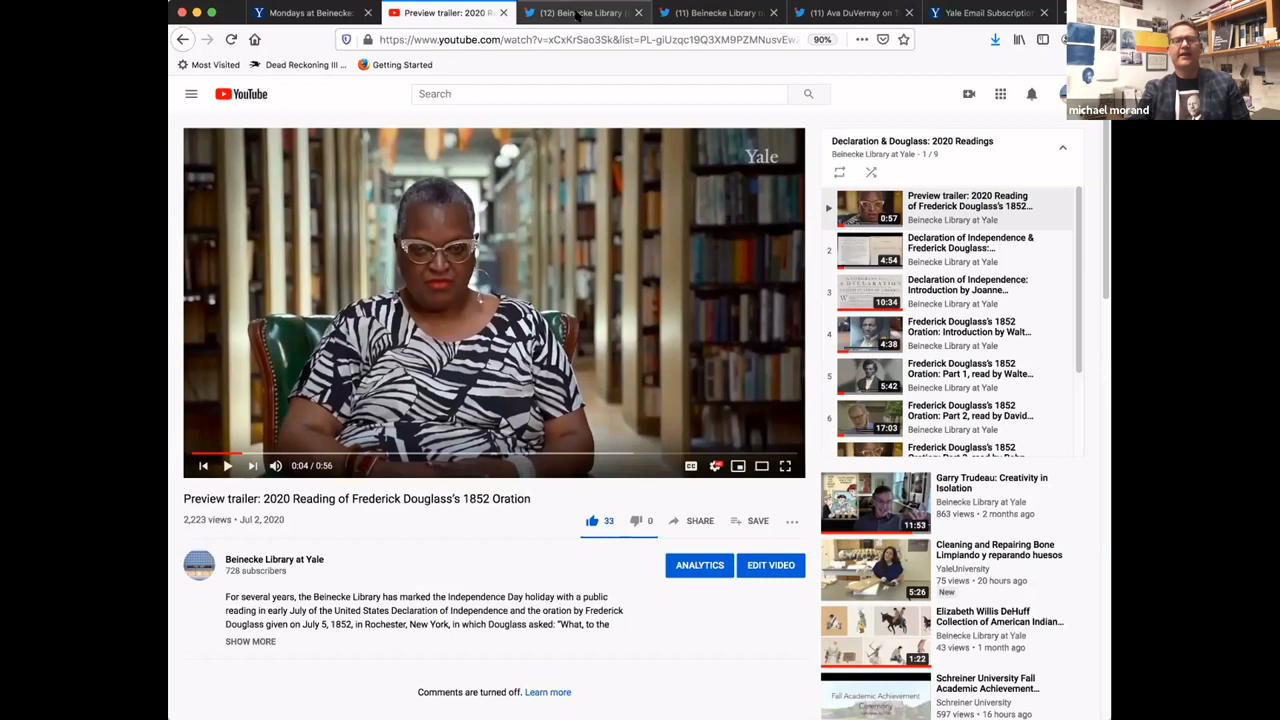 Mondays at Beinecke:
Preview trailer: 2020 R
(12) Beinecke Library
(11) Beinecke Library
(11) Ava DuVernay on T
Yale Email Subscription
https://www.youtube.com/watch?v=xCxKrSao3Sk&list=PL-giUzqc19Q3XM9PZMNusvEw
90%
Most Visited
Dead Reckoning III ...
Getting Started
michael morand
YouTube
Search
Yale
0:04 / 0:56
CC
HD
Preview trailer: 2020 Reading of Frederick Douglass's 1852 Oration
2,223 views • Jul 2, 2020
33
0
SHARE
SAVE
Beinecke Library at Yale
728 subscribers
ANALYTICS
EDIT VIDEO
For several years, the Beinecke Library has marked the Independence Day holiday with a public
reading in early July of the United States Declaration of Independence and the oration by Frederick
Douglass given on July 5, 1852, in Rochester, New York, in which Douglass asked: "What, to the
SHOW MORE
Comments are turned off. Learn more
Declaration & Douglass: 2020 Readings
Beinecke Library at Yale - 1 / 9
0:57
Preview trailer: 2020 Reading
of Frederick Douglass's 1852...
Beinecke Library at Yale
2
4:54
Declaration of Independence &
Frederick Douglass:...
Beinecke Library at Yale
3
10:34
Declaration of Independence:
Introduction by Joanne...
Beinecke Library at Yale
4
4:38
Frederick Douglass's 1852
Oration: Introduction by Walt...
Beinecke Library at Yale
5
5:42
Frederick Douglass's 1852
Oration: Part 1, read by Walte...
Beinecke Library at Yale
6
17:03
Frederick Douglass's 1852
Oration: Part 2, read by David...
Beinecke Library at Yale
Frederick Douglass's 1852
11:53
Garry Trudeau: Creativity in
Isolation
Beinecke Library at Yale
863 views • 2 months ago
5:26
Cleaning and Repairing Bone
Limpiando y reparando huesos
YaleUniversity
75 views • 20 hours ago
New
1:22
Elizabeth Willis DeHuff
Collection of American Indian...
Beinecke Library at Yale
43 views • 1 month ago
Fall Academic Achievement
Ceremony
Schreiner University Fall
Academic Achievement...
Schreiner University
597 views • 16 hours ago